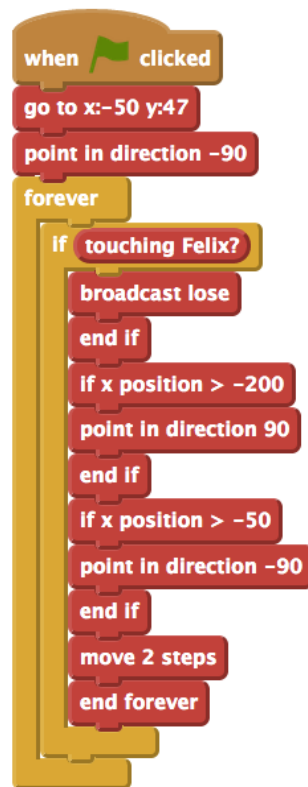 when clicked
go to x:-50 y:47
point in direction -90
forever
if touching Felix?
broadcast lose
end if
if x position > -200
point in direction 90
end if
if x position > -50
point in direction -90
end if
move 2 steps
end forever